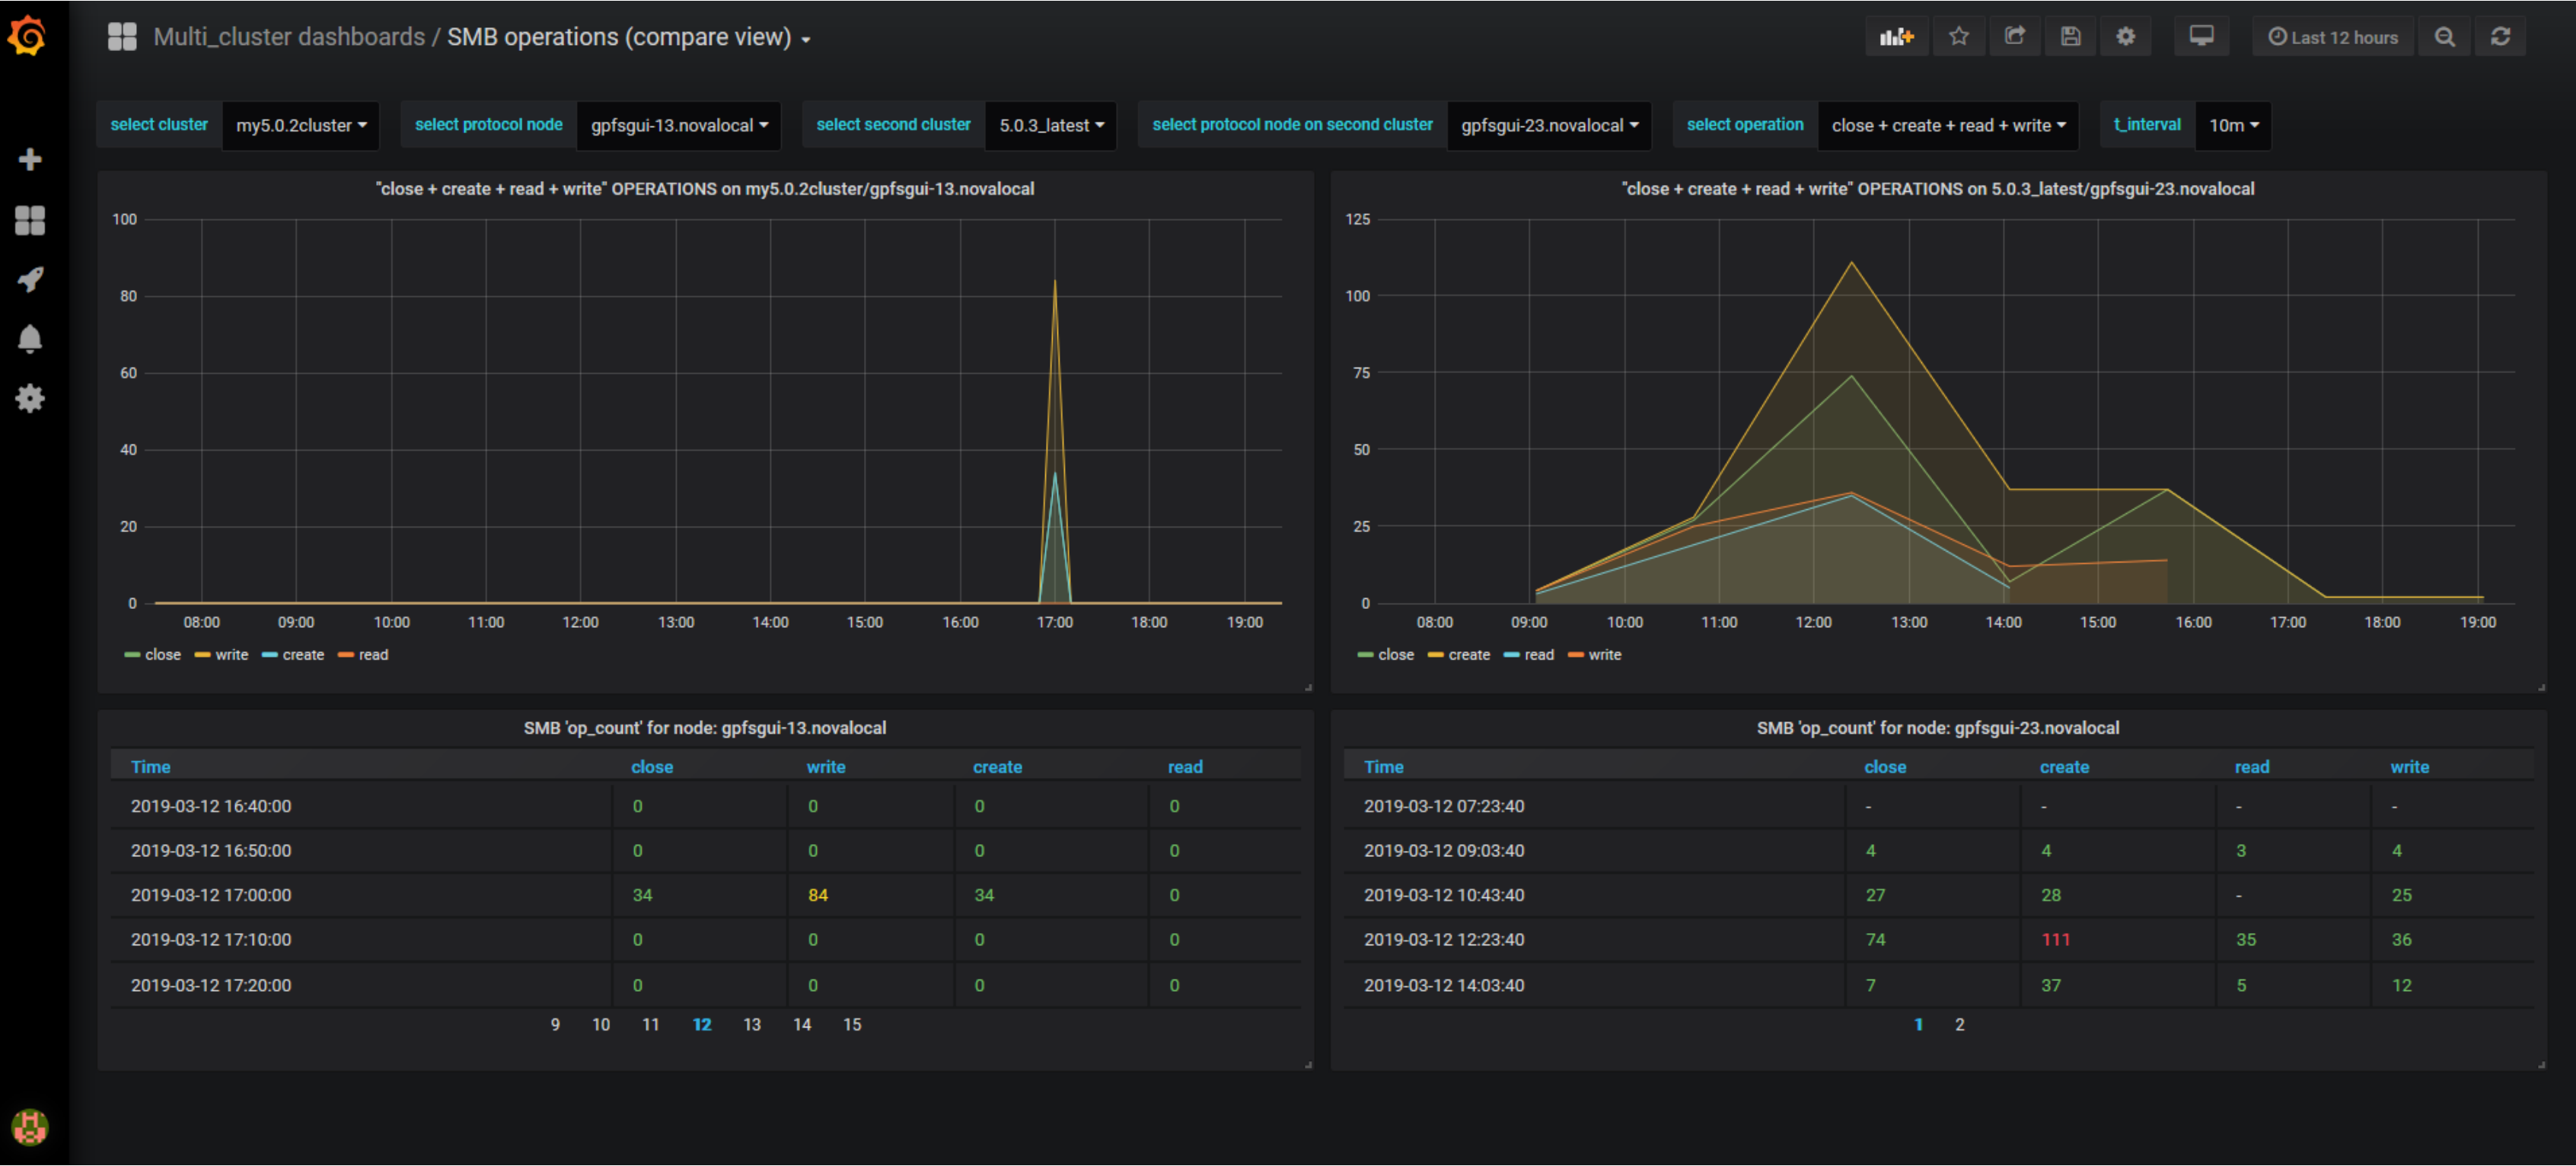 Multi_cluster dashboards / SMB operations (compare view)
Last 12 hours
select cluster my5.0.2cluster select protocol node gpfsgui-13.novalocal select second cluster 5.0.3_latest select protocol node on second cluster gpfsgui-23.novalocal select operation close + create + read + write t_interval 10m
"close + create + read + write" OPERATIONS on my5.0.2cluster/gpfsgui-13.novalocal
100
80
60
40
20
0
08:00 09:00 10:00 11:00 12:00 13:00 14:00 15:00 16:00 17:00 18:00 19:00
close write create read
"close + create + read + write" OPERATIONS on 5.0.3_latest/gpfsgui-23.novalocal
125
100
75
50
25
0
08:00 09:00 10:00 11:00 12:00 13:00 14:00 15:00 16:00 17:00 18:00 19:00
close create read write
SMB 'op_count' for node: gpfsgui-13.novalocal
Time close write create read
2019-03-12 16:40:00 0 0 0 0
2019-03-12 16:50:00 0 0 0 0
2019-03-12 17:00:00 34 84 34 0
2019-03-12 17:10:00 0 0 0 0
2019-03-12 17:20:00 0 0 0 0
9 10 11 12 13 14 15
SMB 'op_count' for node: gpfsgui-23.novalocal
Time close create read write
2019-03-12 07:23:40 - - - -
2019-03-12 09:03:40 4 4 3 4
2019-03-12 10:43:40 27 28 - 25
2019-03-12 12:23:40 74 111 35 36
2019-03-12 14:03:40 7 37 5 12
1 2